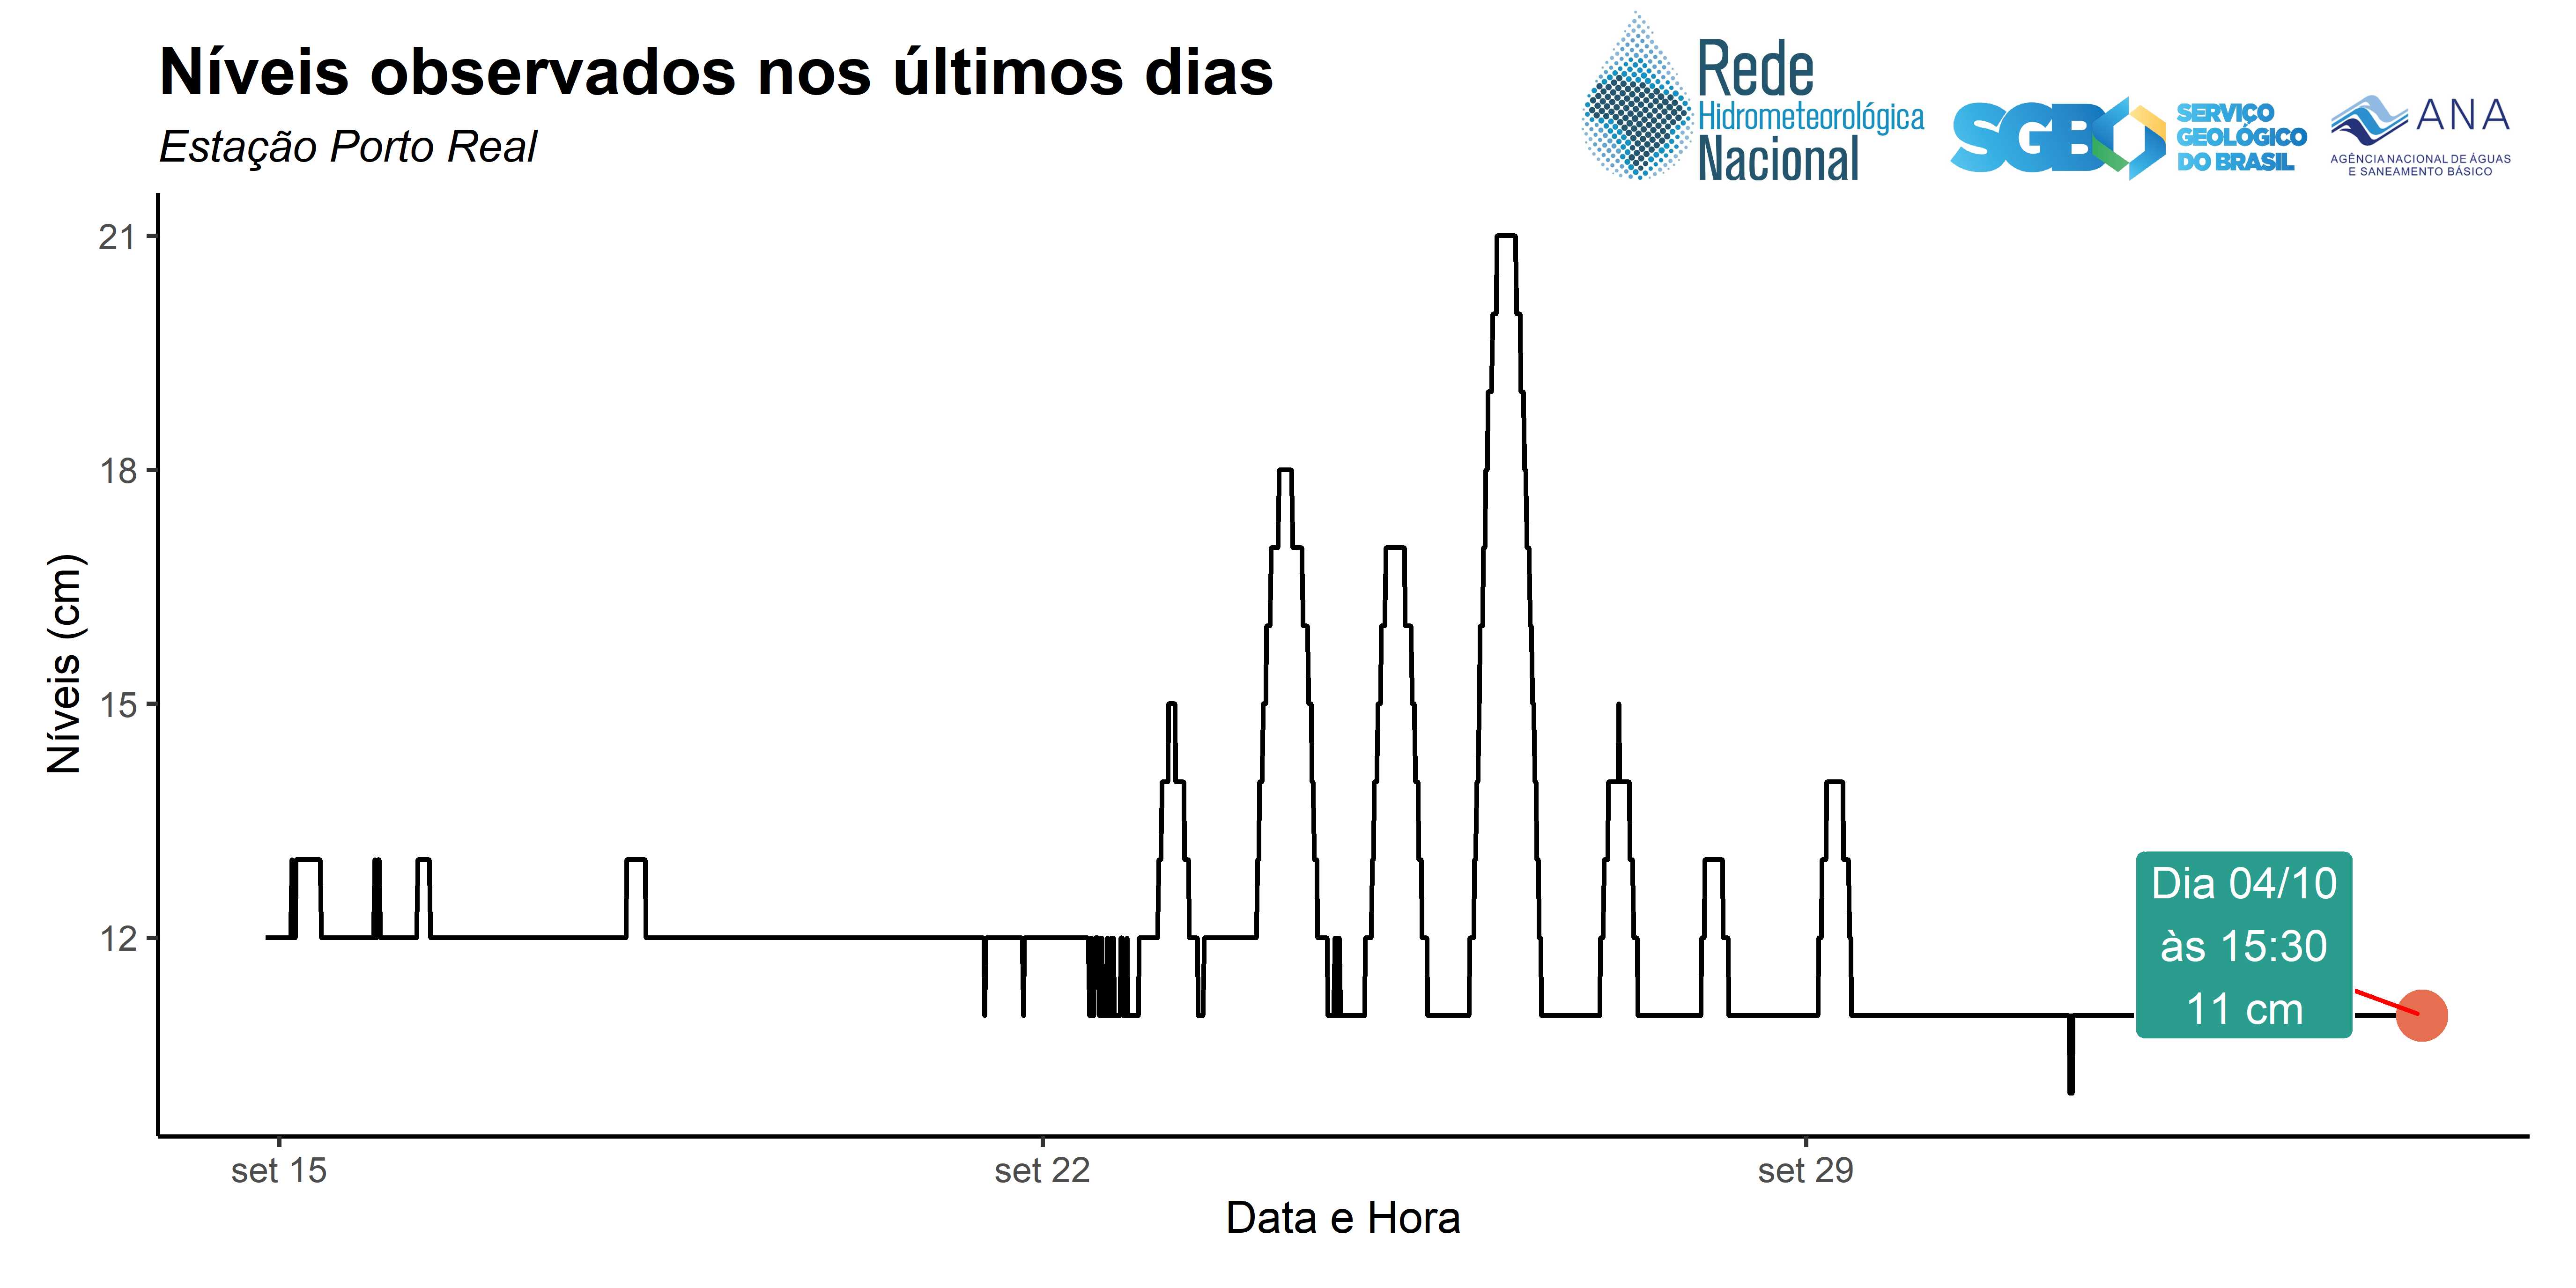 Níveis observados nos últimos dias
Estação Porto Real
Rede
Hidrometeorológica
Nacional
SGB
SERVIÇO
GEOLÓGICO
DO BRASIL
ANA
AGÊNCIA NACIONAL DE ÁGUAS
E SANEAMENTO BÁSICO
Níveis (cm)
21
18
15
12
Dia 04/10
às 15:30
11 cm
set 15
set 22
set 29
Data e Hora